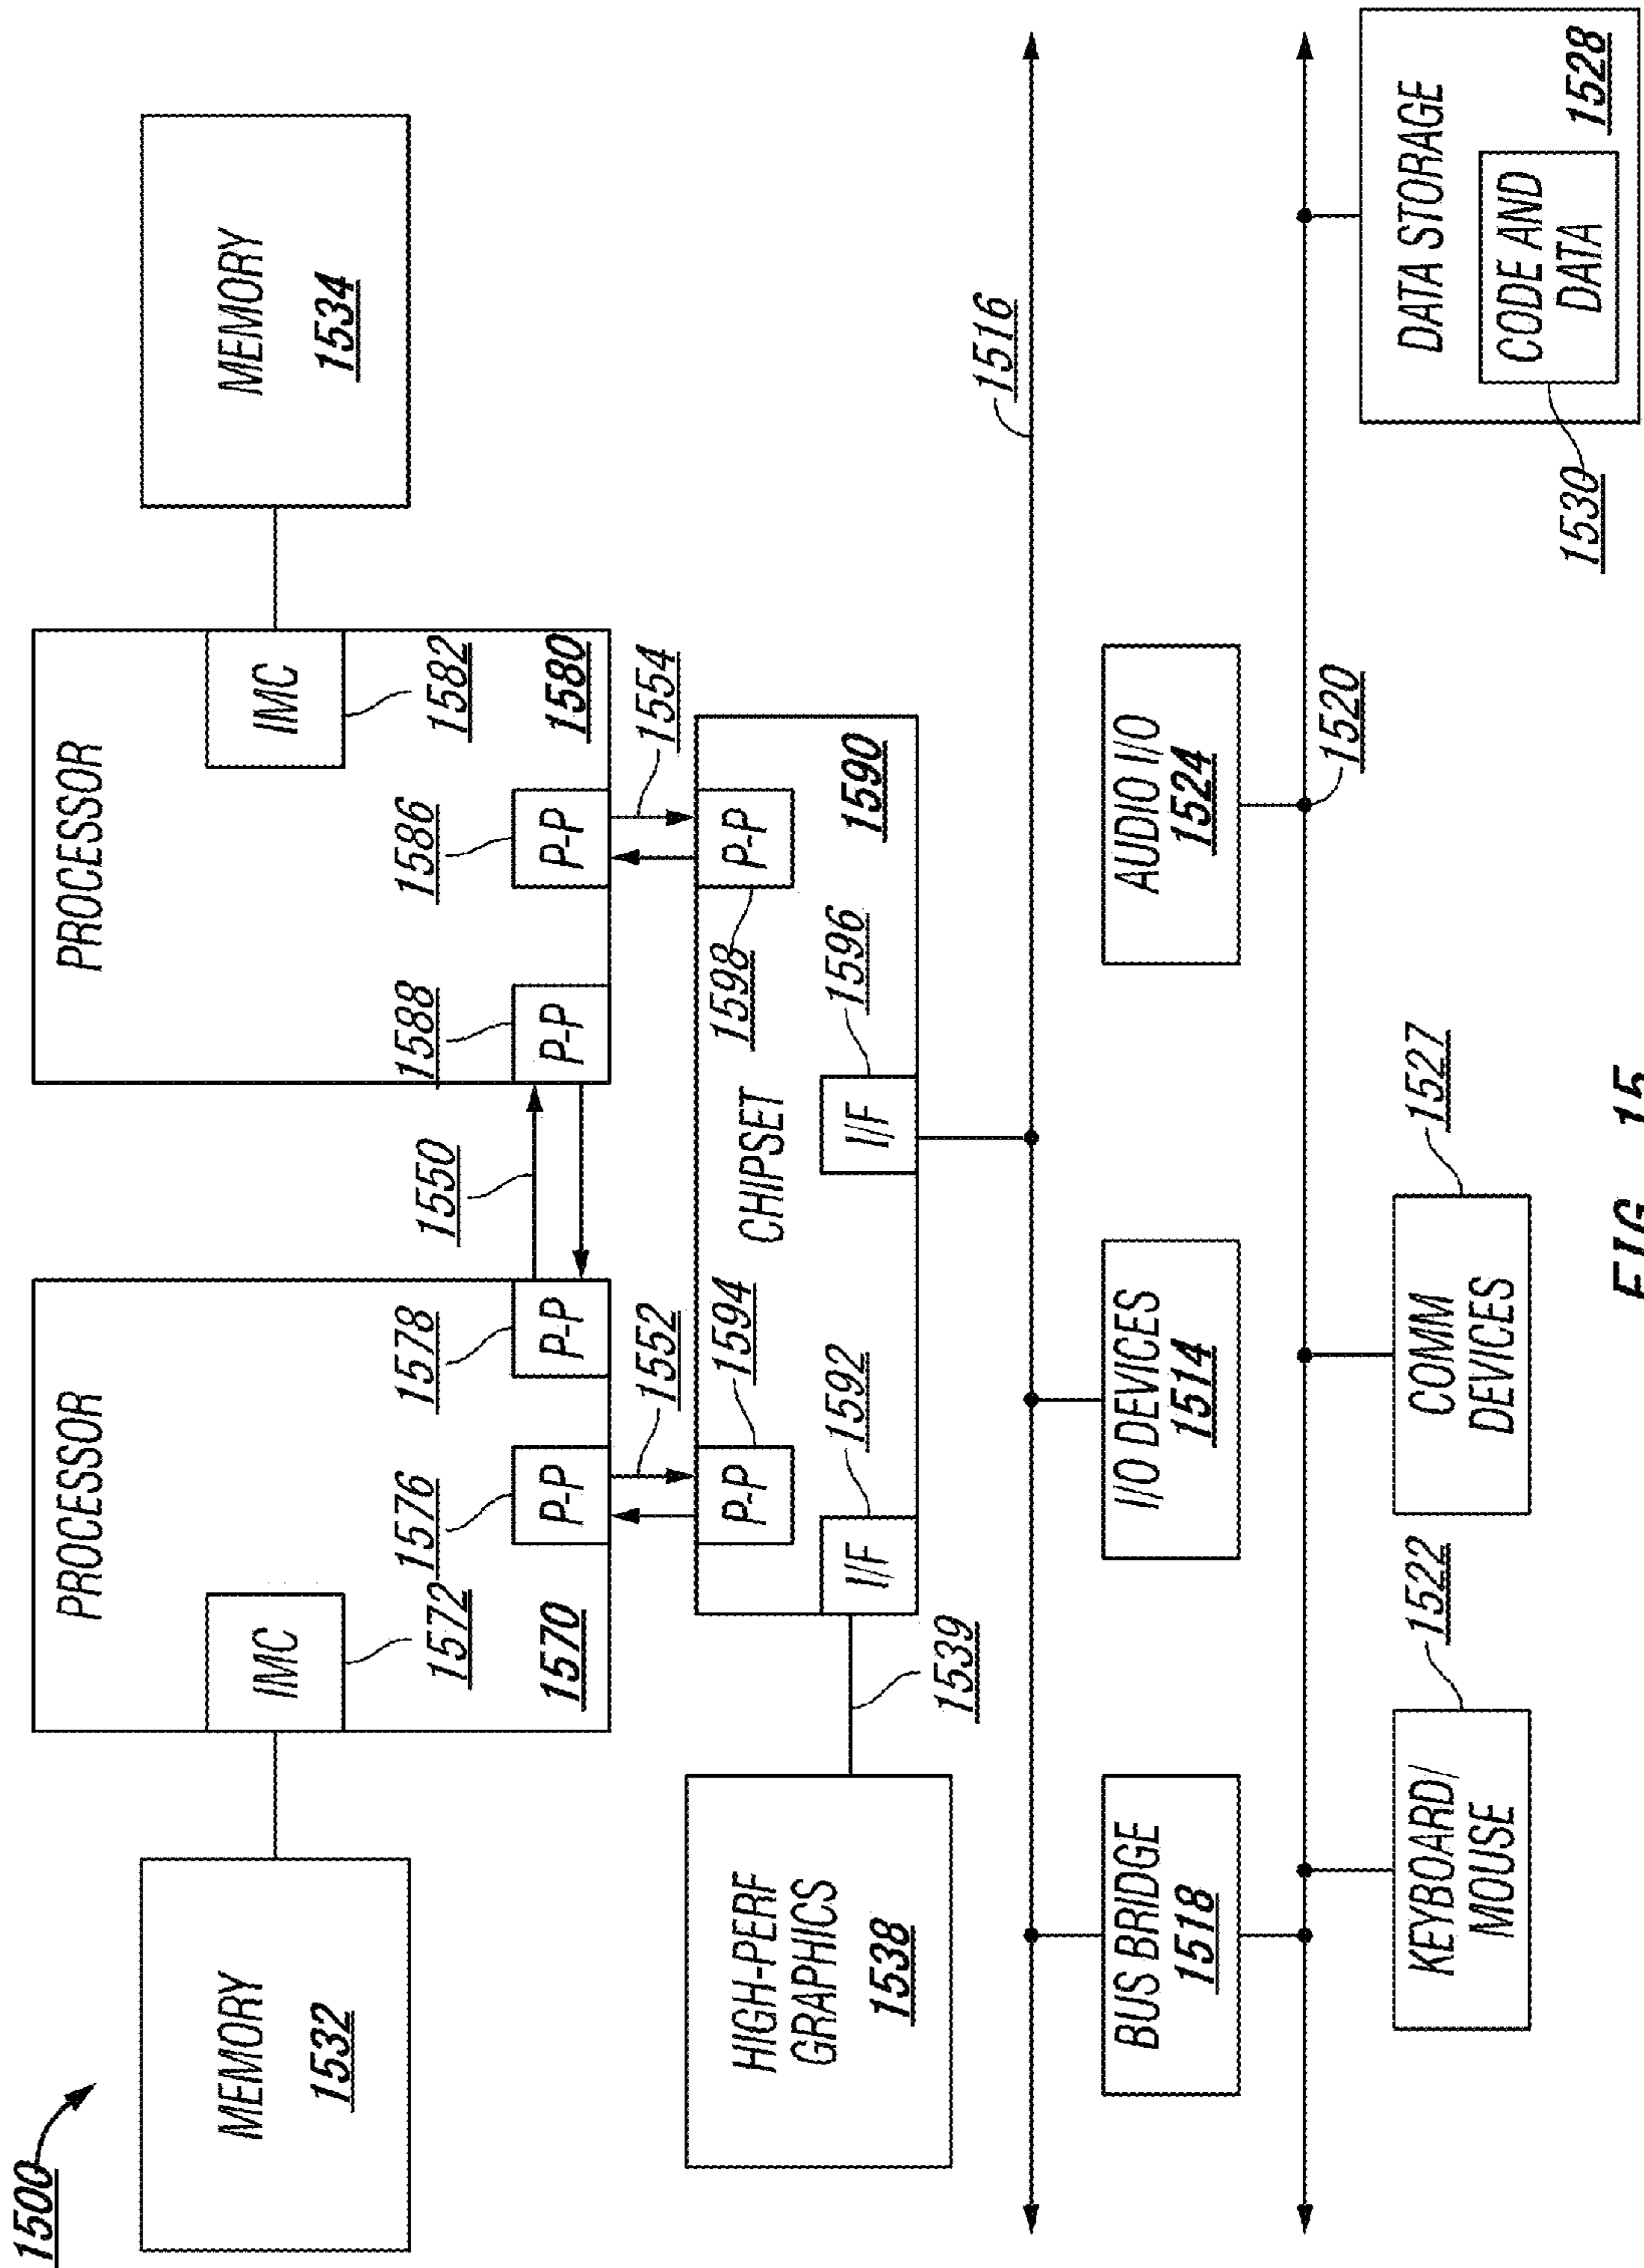 1500
MEMORY
1532
PROCESSOR
IMC
1572
1570
1576
P-P
1578
P-P
1550
PROCESSOR
1588
P-P
1586
P-P
IMC
1582
1580
MEMORY
1534
1552
1554
HIGH-PERF
GRAPHICS
1538
1539
P-P
1594
I/F
1592
CHIPSET
P-P
1598
I/F
1596
1590
1516
BUS BRIDGE
1518
I/O DEVICES
1514
AUDIO I/O
1524
1520
KEYBOARD/
MOUSE
1522
COMM
DEVICES
1527
DATA STORAGE
1528
CODE AND
DATA
1530
FIG. 15